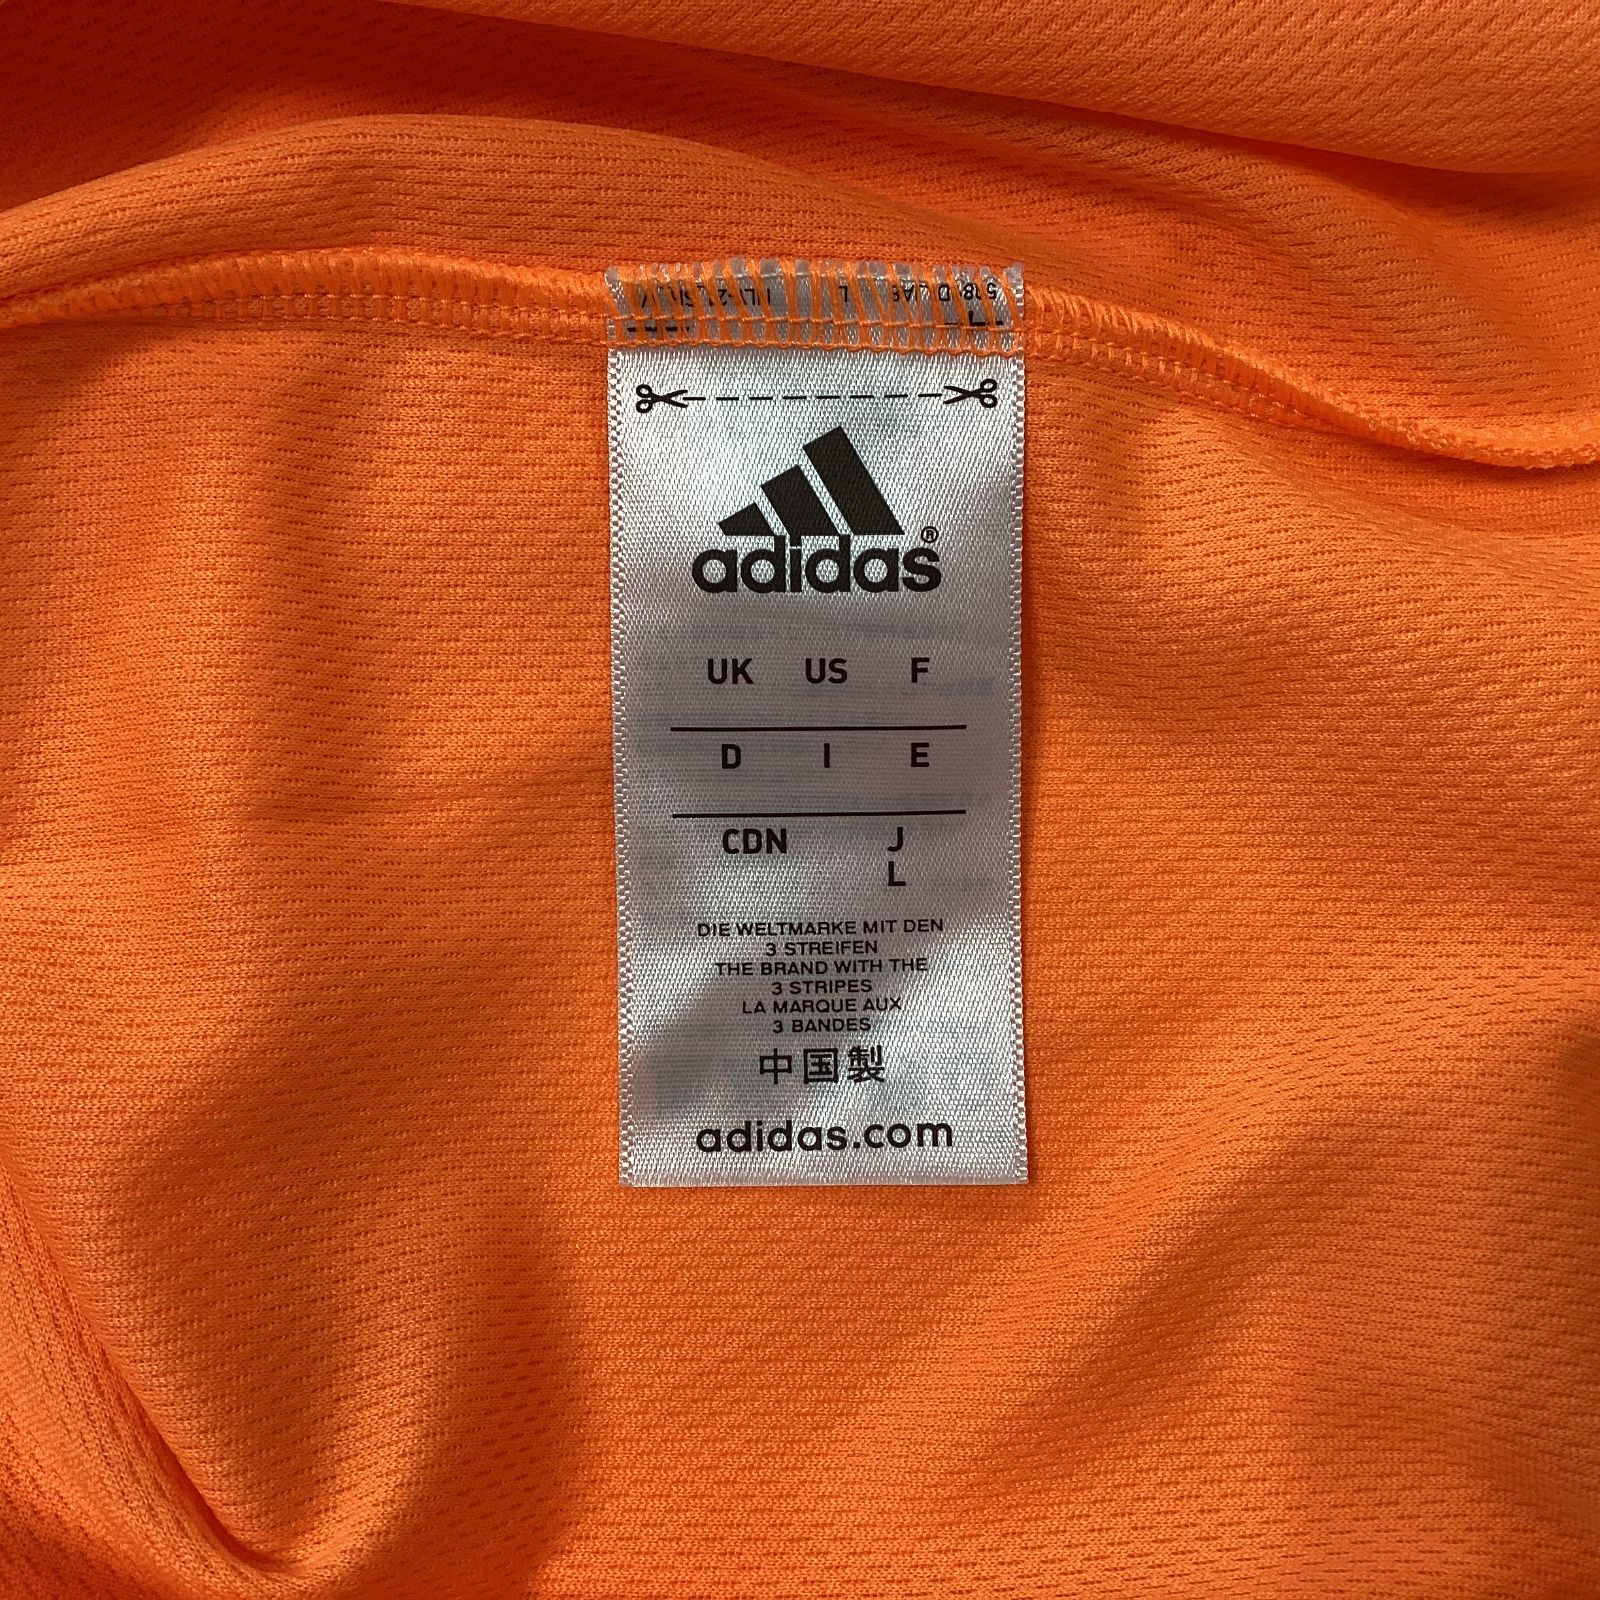 adidas®
UK US F
D I E
CDN J
L
DIE WELTMARKE MIT DEN
3 STREIFEN
THE BRAND WITH THE
3 STRIPES
LA MARQUE AUX
3 BANDES
中国製
adidas.com